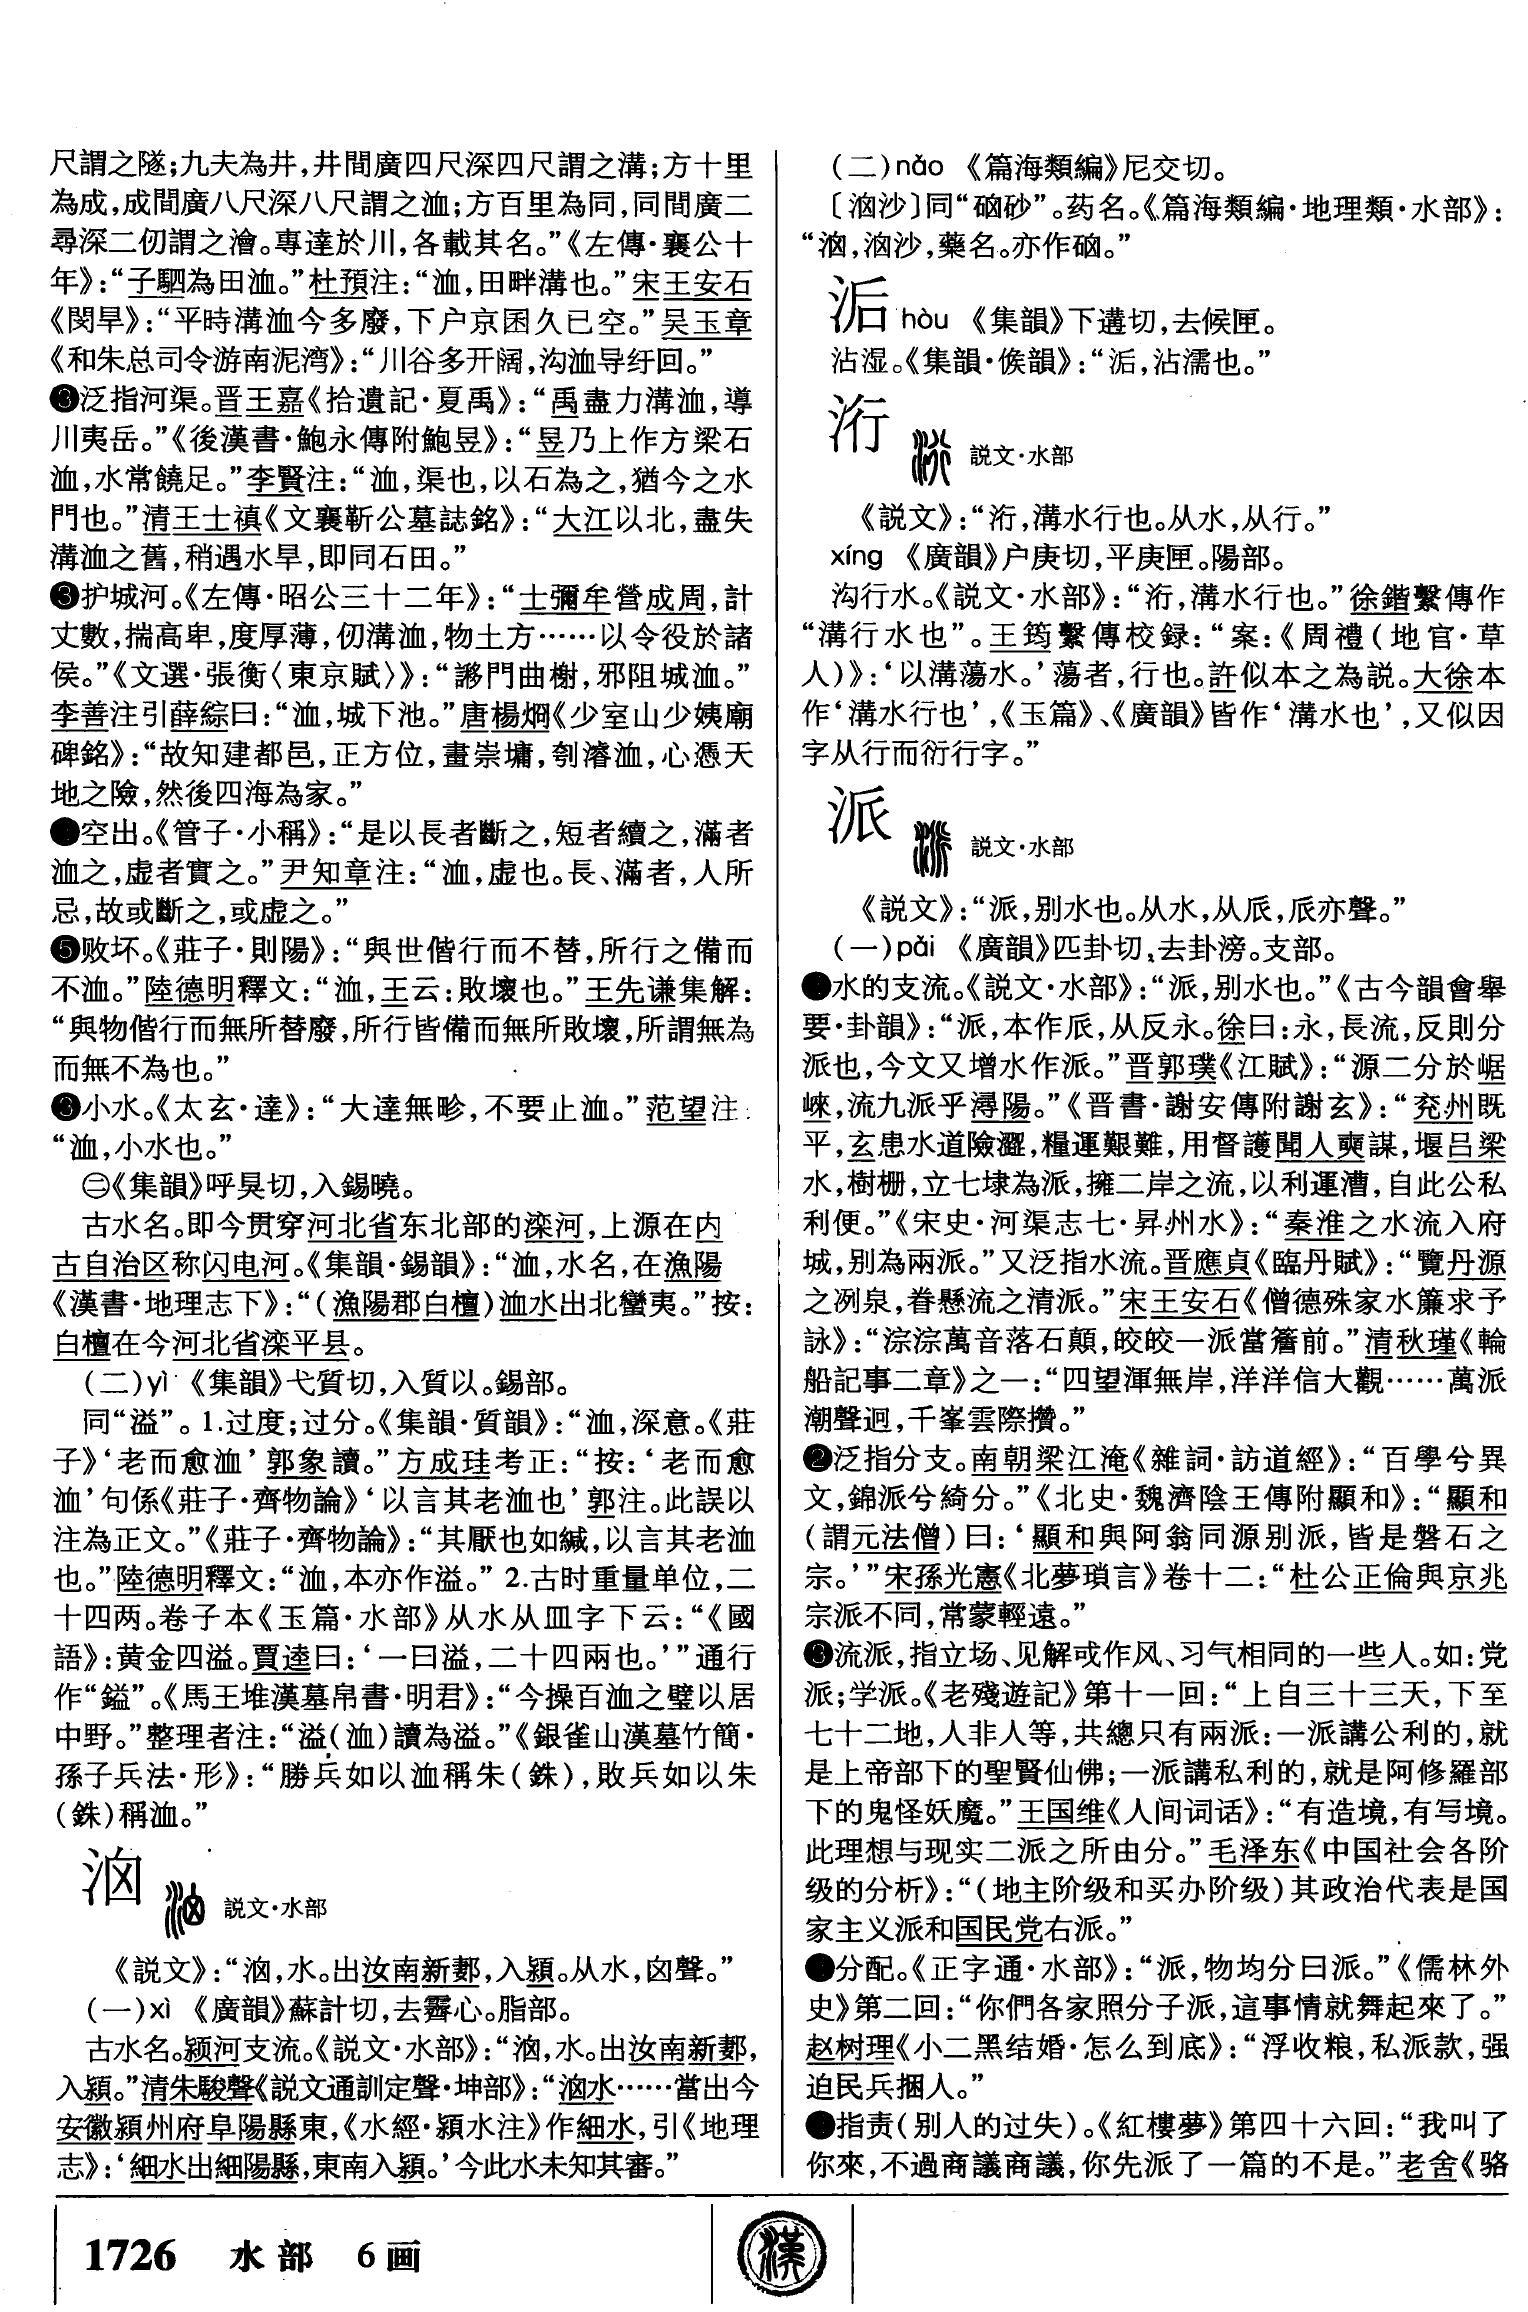 尺謂之隧；九夫為井，井間廣四尺深四尺謂之溝；方十里
為成，成間廣八尺深八尺謂之洫；方百里為同，同間廣二
尋深二仞謂之澮。專達於川，各載其名。”《左傳·襄公十
年》：“子駟為田洫。”杜預注：“洫，田畔溝也。”宋王安石
《閔旱》：“平時溝洫今多廢，下户京囷久已空。”吴玉章
《和朱总司令游南泥湾》：“川谷多开阔，沟洫导纡回。”
❸泛指河渠。晋王嘉《拾遺記·夏禹》：“禹盡力溝洫，導
川夷岳。”《後漢書·鮑永傳附鮑昱》：“昱乃上作方梁石
洫，水常饒足。”李賢注：“洫，渠也，以石為之，猶今之水
門也。”清王士禛《文襄靳公墓誌銘》：“大江以北，盡失
溝洫之舊，稍遇水旱，即同石田。”
❸护城河。《左傳·昭公三十二年》：“士彌牟營成周，計
丈數，揣高卑，度厚薄，仞溝洫，物土方……以令役於諸
侯。”《文選·張衡〈東京賦〉》：“謻門曲榭，邪阻城洫。”
李善注引薛綜曰：“洫，城下池。”唐楊烱《少室山少姨廟
碑銘》：“故知建都邑，正方位，畫崇墉，刳濬洫，心憑天
地之險，然後四海為家。”
●空出。《管子·小稱》：“是以長者斷之，短者續之，滿者
洫之，虚者實之。”尹知章注：“洫，虚也。長、滿者，人所
忌，故或斷之，或虚之。”
❺败坏。《莊子·則陽》：“與世偕行而不替，所行之備而
不洫。”陸德明釋文：“洫，王云：敗壞也。”王先谦集解：
“與物偕行而無所替廢，所行皆備而無所敗壞，所謂無為
而無不為也。”
❸小水。《太玄·達》：“大達無畛，不要止洫。”范望注：
“洫，小水也。”
㊁《集韻》呼狊切，入錫曉。
古水名。即今贯穿河北省东北部的滦河，上源在内
古自治区称闪电河。《集韻·錫韻》：“洫，水名，在漁陽
《漢書·地理志下》：“（漁陽郡白檀）洫水出北蠻夷。”按：
白檀在今河北省滦平县。
（二）yì 《集韻》弋質切，入質以。錫部。
同“溢”。1.过度；过分。《集韻·質韻》：“洫，深意。《莊
子》‘老而愈洫’郭象讀。”方成珪考正：“按：‘老而愈
洫’句係《莊子·齊物論》‘以言其老洫也’郭注。此誤以
注為正文。”《莊子·齊物論》：“其厭也如緘，以言其老洫
也。”陸德明釋文：“洫，本亦作溢。” 2.古时重量单位，二
十四两。卷子本《玉篇·水部》从水从皿字下云：“《國
語》：黄金四溢。賈逵曰：‘一曰溢，二十四兩也。’”通行
作“鎰”。《馬王堆漢墓帛書·明君》：“今操百洫之璧以居
中野。”整理者注：“溢（洫）讀為溢。”《銀雀山漢墓竹簡·
孫子兵法·形》：“勝兵如以洫稱朱（銖），敗兵如以朱
（銖）稱洫。”
洶 説文·水部
《説文》：“泅，水。出汝南新郪，入潁。从水，囟聲。”
（一）xì 《廣韻》蘇計切，去霽心。脂部。
古水名。颍河支流。《説文·水部》：“泅，水。出汝南新郪，
入潁。”清朱駿聲《説文通訓定聲·坤部》：“泅水……當出今
安徽潁州府阜陽縣東，《水經·潁水注》作細水，引《地理
志》：‘細水出細陽縣，東南入潁。’今此水未知其審。”
（二）nǎo 《篇海類編》尼交切。
〔泅沙〕同“硇砂”。药名。《篇海類編·地理類·水部》：
“泅，泅沙，藥名。亦作硇。”
洉 hòu 《集韻》下遘切，去候匣。
沾湿。《集韻·㑋韻》：“洉，沾濡也。”
洐 説文·水部
《説文》：“洐，溝水行也。从水，从行。”
xíng 《廣韻》户庚切，平庚匣。陽部。
沟行水。《説文·水部》：“洐，溝水行也。”徐鍇繫傳作
“溝行水也”。王筠繫傳校録：“案：《周禮（地官·草
人）》：‘以溝蕩水。’蕩者，行也。許似本之為説。大徐本
作‘溝水行也’，《玉篇》、《廣韻》皆作‘溝水也’，又似因
字从行而衍行字。”
派 説文·水部
《説文》：“派，别水也。从水，从𠂢，𠂢亦聲。”
（一）pài 《廣韻》匹卦切，去卦滂。支部。
●水的支流。《説文·水部》：“派，别水也。”《古今韻會舉
要·卦韻》：“派，本作𠂢，从反永。徐曰：永，長流，反則分
派也，今文又增水作派。”晋郭璞《江賦》：“源二分於崌
崍，流九派乎潯陽。”《晋書·謝安傳附謝玄》：“兖州既
平，玄患水道險澀，糧運艱難，用督護聞人奭謀，堰吕梁
水，樹栅，立七埭為派，擁二岸之流，以利運漕，自此公私
利便。”《宋史·河渠志七·昇州水》：“秦淮之水流入府
城，别為兩派。”又泛指水流。晋應貞《臨丹賦》：“覽丹源
之洌泉，眷懸流之清派。”宋王安石《僧德殊家水簾求予
詠》：“淙淙萬音落石顛，皎皎一派當簷前。”清秋瑾《輪
船記事二章》之一：“四望渾無岸，洋洋信大觀……萬派
潮聲迥，千峯雲際攢。”
❷泛指分支。南朝梁江淹《雜詞·訪道經》：“百學兮異
文，錦派兮綺分。”《北史·魏濟陰王傳附顯和》：“顯和
（謂元法僧）曰：‘顯和與阿翁同源别派，皆是磐石之
宗。’”宋孫光憲《北夢瑣言》卷十二：“杜公正倫與京兆
宗派不同，常蒙輕遠。”
❸流派，指立场、见解或作风、习气相同的一些人。如：党
派；学派。《老殘遊記》第十一回：“上自三十三天，下至
七十二地，人非人等，共總只有兩派：一派講公利的，就
是上帝部下的聖賢仙佛；一派講私利的，就是阿修羅部
下的鬼怪妖魔。”王国维《人间词话》：“有造境，有写境。
此理想与现实二派之所由分。”毛泽东《中国社会各阶
级的分析》：“（地主阶级和买办阶级）其政治代表是国
家主义派和国民党右派。”
●分配。《正字通·水部》：“派，物均分曰派。”《儒林外
史》第二回：“你們各家照分子派，這事情就舞起來了。”
赵树理《小二黑结婚·怎么到底》：“浮收粮，私派款，强
迫民兵捆人。”
●指责（别人的过失）。《紅樓夢》第四十六回：“我叫了
你來，不過商議商議，你先派了一篇的不是。”老舍《骆
1726 水部 6画
漢